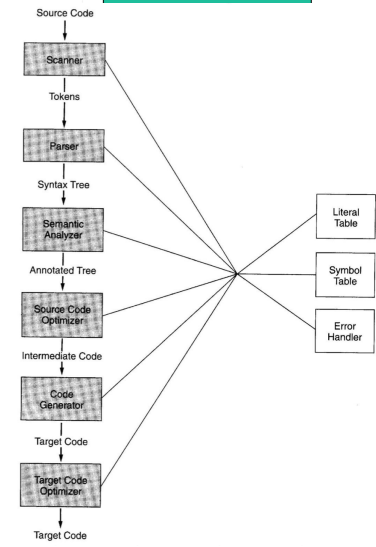 Source Code
Scanner
Tokens
Parser
Syntax Tree
Semantic
Analyzer
Annotated Tree
Source Code
Optimizer
Intermediate Code
Code
Generator
Target Code
Target Code
Optimizer
Target Code
Literal
Table
Symbol
Table
Error
Handler